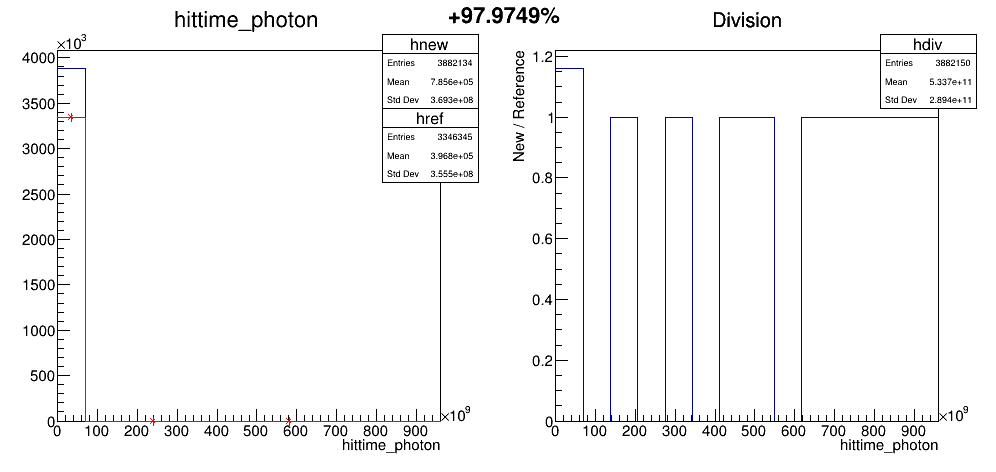 +97.9749%
hittime_photon
×10³
4000
3500
3000
2500
2000
1500
1000
500
0
0 100 200 300 400 500 600 700 800 900
×10⁹
hittime_photon
hnew
Entries 3882134
Mean 7.856e+05
Std Dev 3.693e+08
href
Entries 3346345
Mean 3.968e+05
Std Dev 3.555e+08
Division
New / Reference
1.2
1
0.8
0.6
0.4
0.2
0
0 100 200 300 400 500 600 700 800 900
×10⁹
hittime_photon
hdiv
Entries 3882150
Mean 5.337e+11
Std Dev 2.894e+11